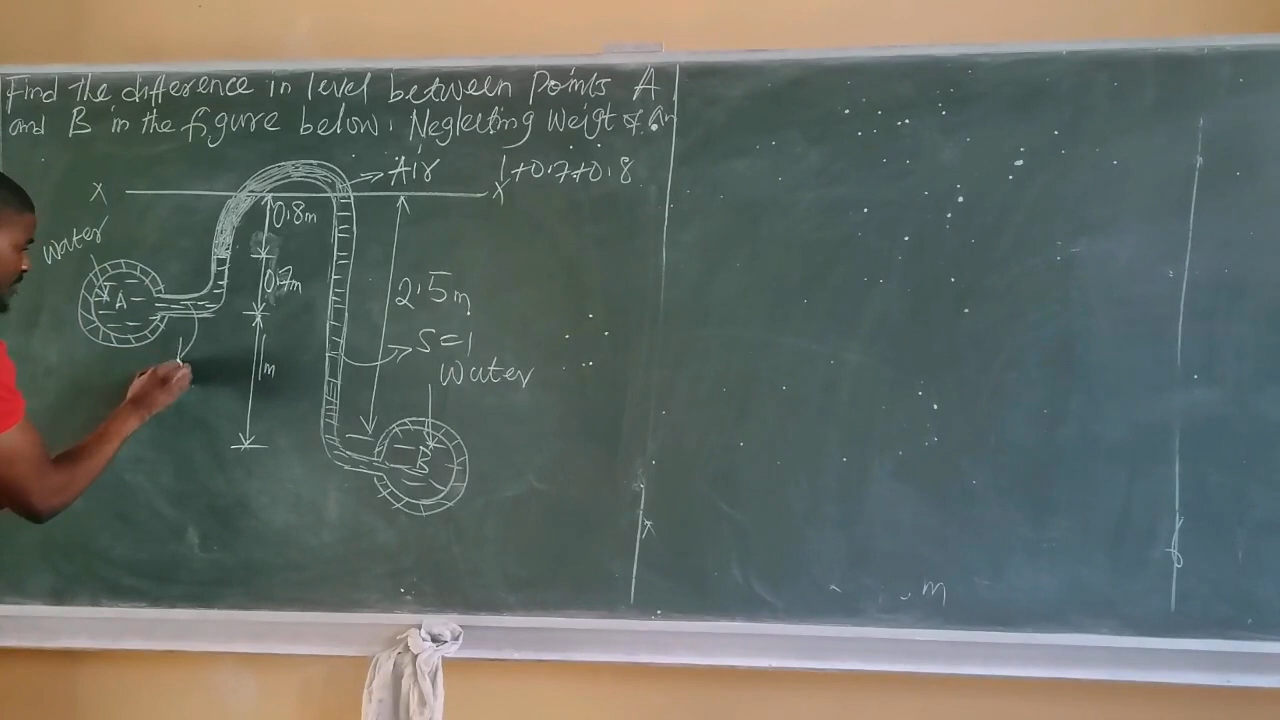 Find the difference in level between points A
and B in the figure below. Neglecting Weigt of Air
Air
1+0.7+0.8
X
X
0.8m
Water
0.7m
A
2.5m
S=1
1m
Water
B
m